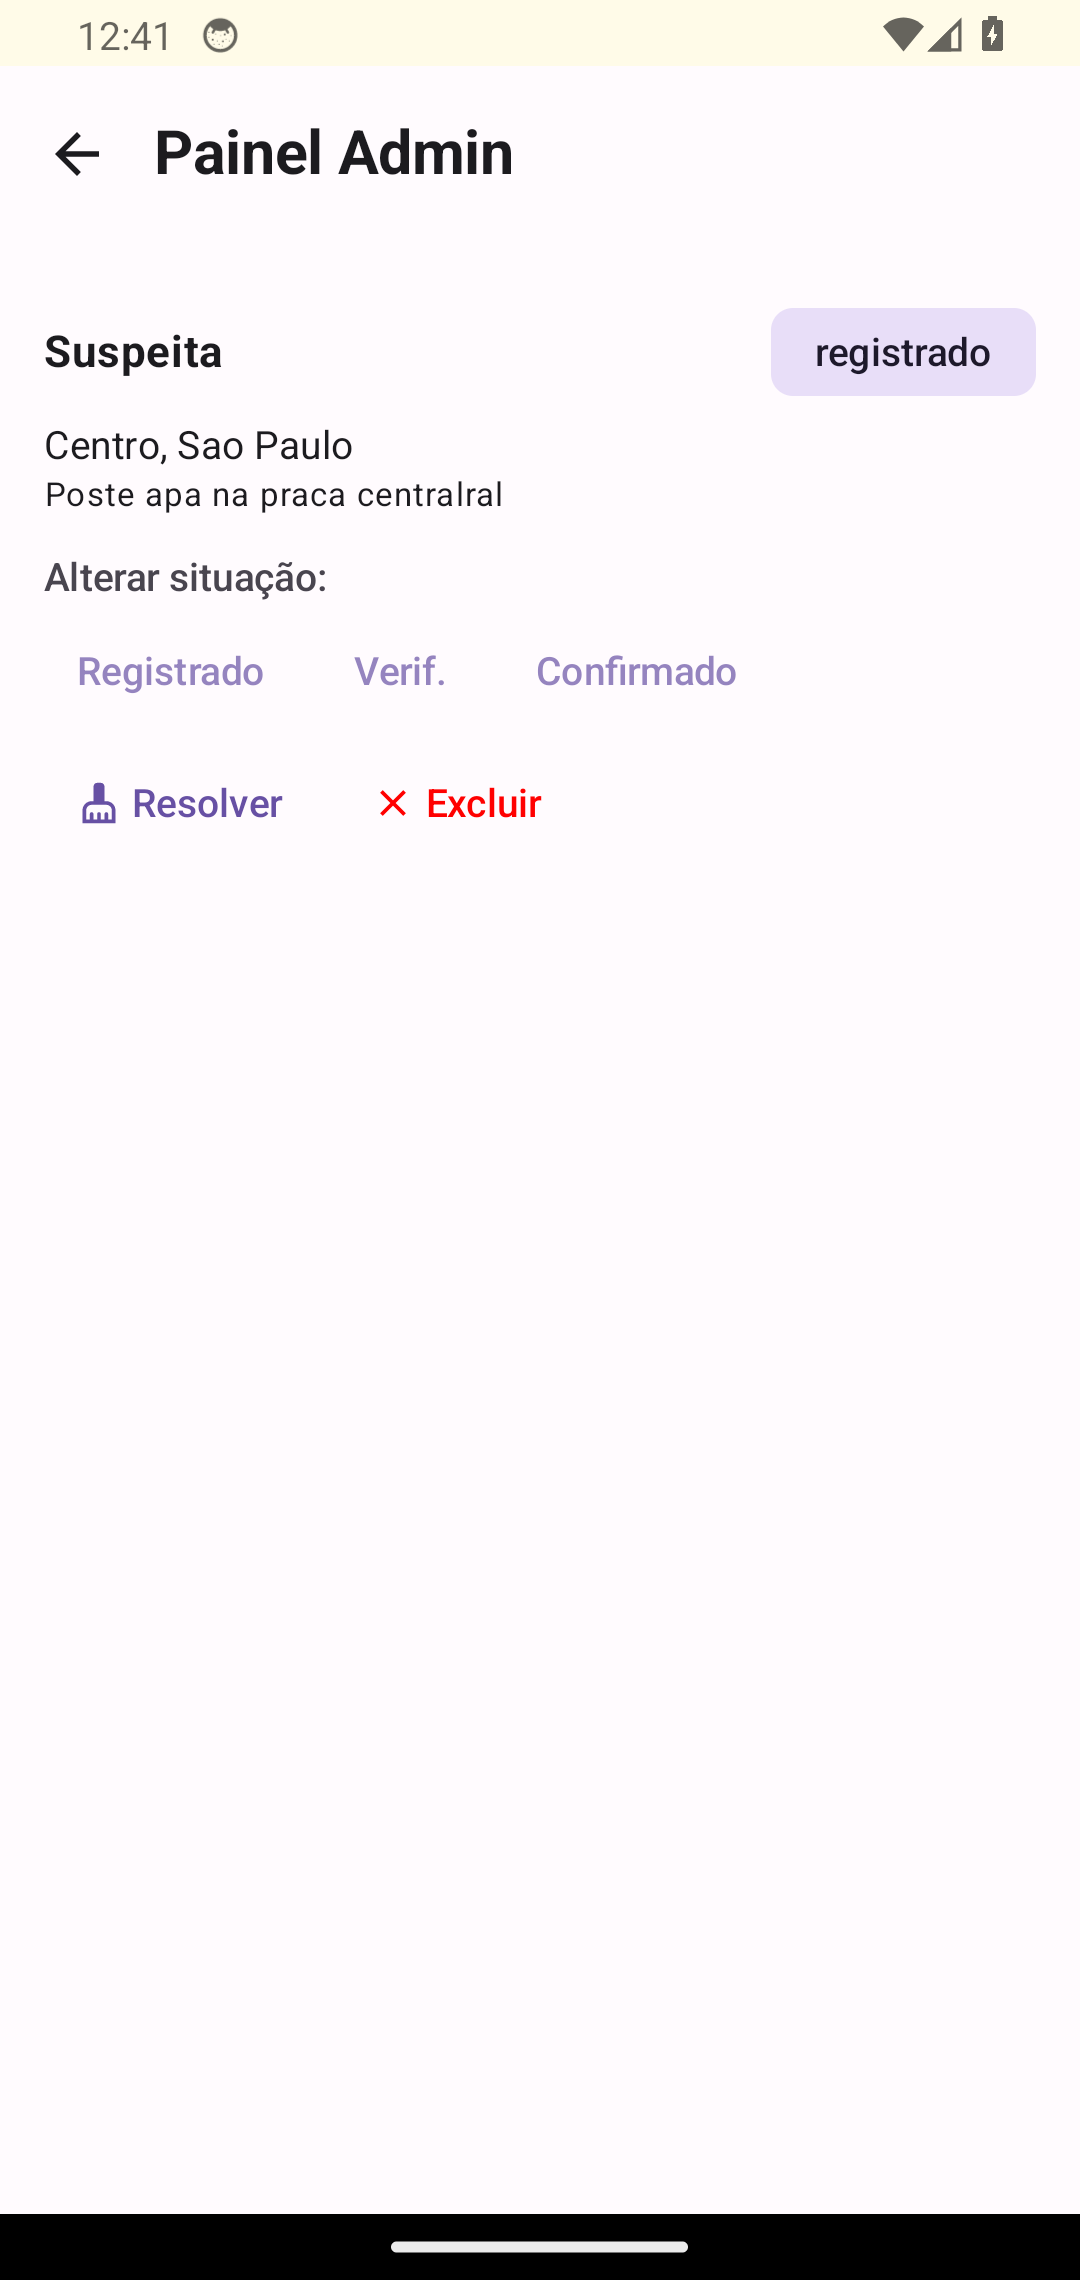 12:41
Painel Admin
Suspeita
registrado
Centro, Sao Paulo
Poste apa na praca centralral
Alterar situação:
Registrado Verif. Confirmado
Resolver Excluir